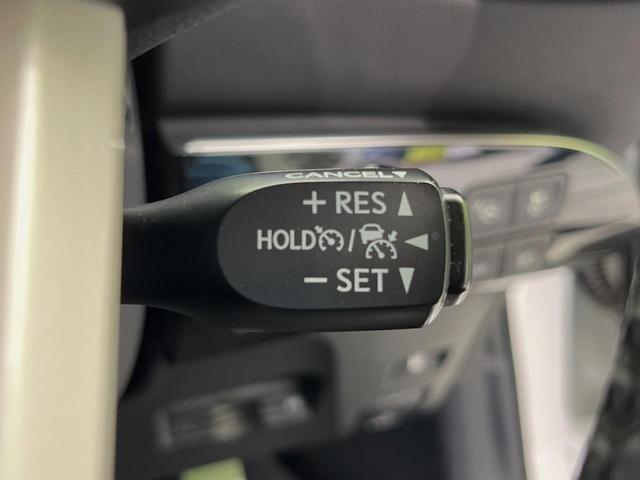 CANCEL▼
+ RES ▲
HOLD / ◀
− SET ▼